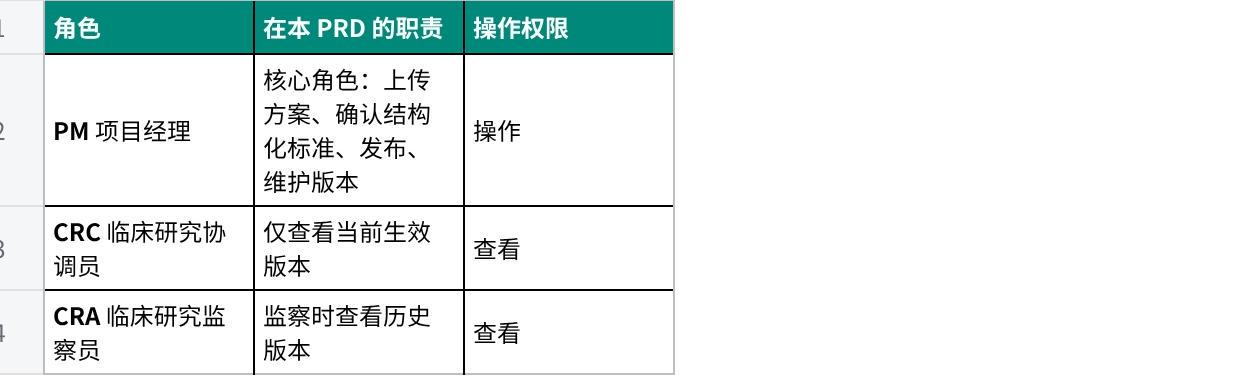 角色
在本 PRD 的职责
操作权限
PM 项目经理
核心角色：上传
方案、确认结构
化标准、发布、
维护版本
操作
CRC 临床研究协
调员
仅查看当前生效
版本
查看
CRA 临床研究监
察员
监察时查看历史
版本
查看